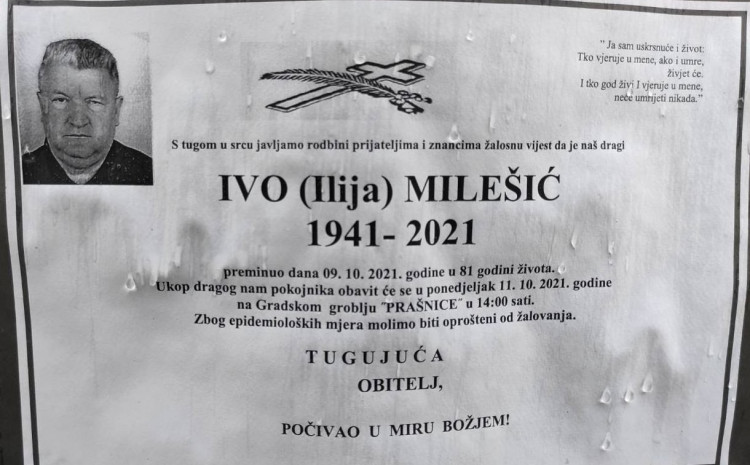 " Ja sam uskrsnuće i život:
Tko vjeruje u mene, ako i umre,
živjet će.
I tko god živj I vjeruje u mene,
neće umrijeti nikada."
S tugom u srcu javljamo rodbini prijateljima i znancima žalosnu vijest da je naš dragi
IVO (Ilija) MILEŠIĆ
1941- 2021
preminuo dana 09. 10. 2021. godine u 81 godini života.
Ukop dragog nam pokojnika obavit će se u ponedjeljak 11. 10. 2021. godine
na Gradskom groblju "PRAŠNICE" u 14:00 sati.
Zbog epidemioloških mjera molimo biti oprošteni od žalovanja.
TUGUJUĆA
OBITELJ,
POČIVAO U MIRU BOŽJEM!